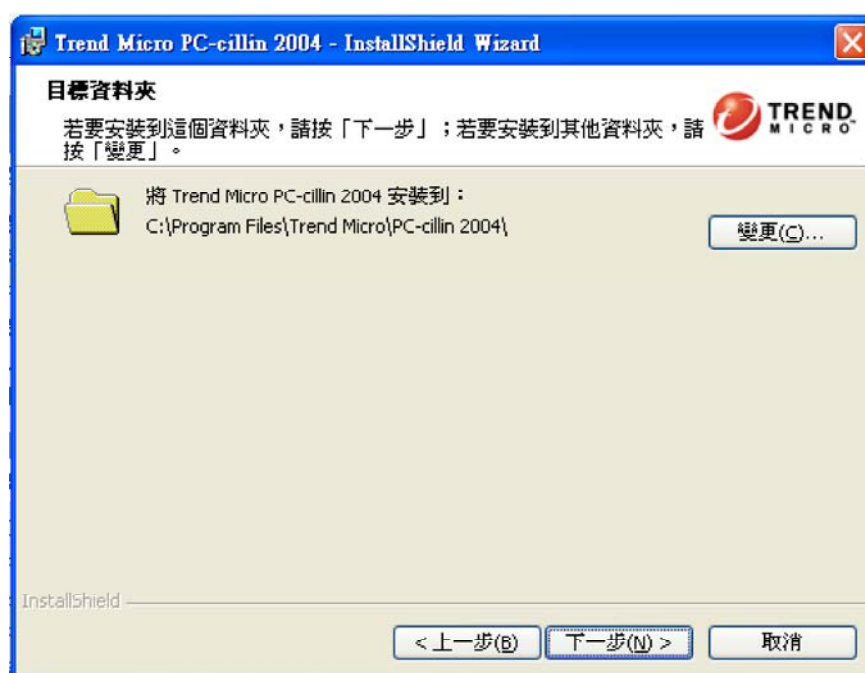 Trend Micro PC-cillin 2004 - InstallShield Wizard
目標資料夾
若要安裝到這個資料夾，請按「下一步」；若要安裝到其他資料夾，請
按「變更」。
TREND
MICRO™
將 Trend Micro PC-cillin 2004 安裝到：
C:\Program Files\Trend Micro\PC-cillin 2004\
變更(C)...
InstallShield
< 上一步(B)
下一步(N) >
取消